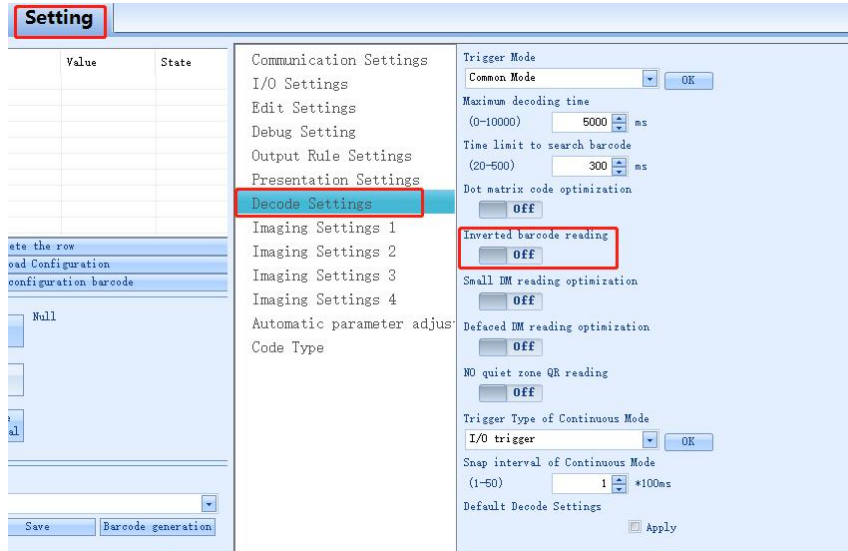 Setting
Value State
ete the row
oad Configuration
configuration barcode
Null
al
Save Barcode generation
Communication Settings
I/O Settings
Edit Settings
Debug Setting
Output Rule Settings
Presentation Settings
Decode Settings
Imaging Settings 1
Imaging Settings 2
Imaging Settings 3
Imaging Settings 4
Automatic parameter adjus
Code Type
Trigger Mode
Common Mode OK
Maximum decoding time
(0-10000) 5000 ms
Time limit to search barcode
(20-500) 300 ms
Dot matrix code optimization
Off
Inverted barcode reading
Off
Small DM reading optimization
Off
Defaced DM reading optimization
Off
NO quiet zone QR reading
Off
Trigger Type of Continuous Mode
I/O trigger OK
Snap interval of Continuous Mode
(1-50) 1 *100ms
Default Decode Settings
Apply